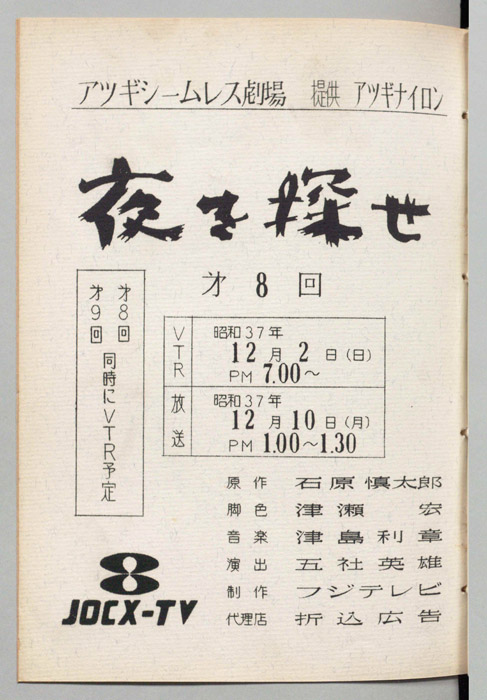 アツギシームレス劇場 提供 アツギナイロン
夜を探せ
才8回
才8回
才9回
同時にVTR予定
VTR
昭和37年
12月2日(日)
PM 7.00~
放送
昭和37年
12月10日(月)
PM 1.00~1.30
原作 石原慎太郎
脚色 津瀬宏
音楽 津島利章
演出 五社英雄
制作 フジテレビ
代理店 折込広告
8
JOCX-TV